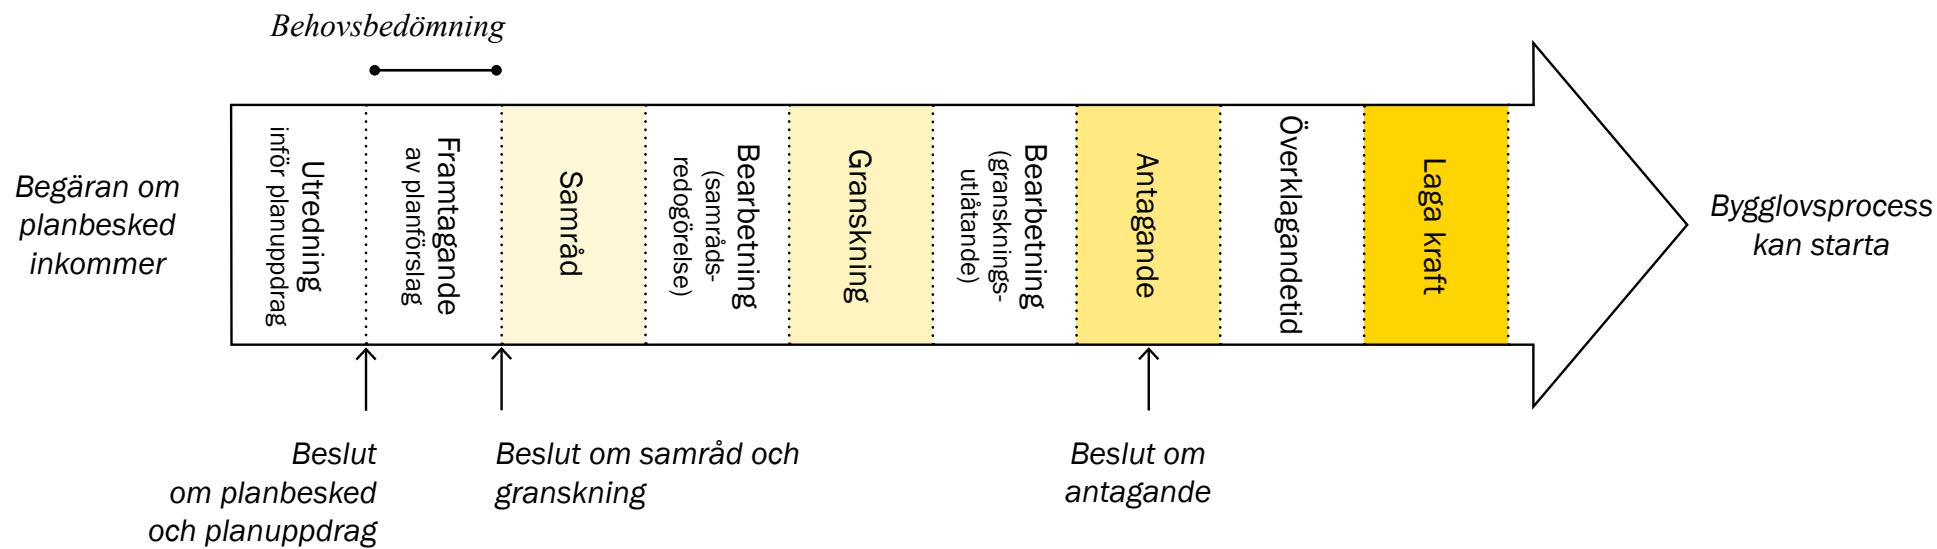 Behovsbedömning
Begäran om
planbesked
inkommer
Utredning
inför planuppdrag
Framtagande
av planförslag
Samråd
Bearbetning
(samråds-
redogörelse)
Granskning
Bearbetning
(gransknings-
utlåtande)
Antagande
Överklagandetid
Laga kraft
Bygglovsprocess
kan starta
Beslut
om planbesked
och planuppdrag
Beslut om samråd och
granskning
Beslut om
antagande